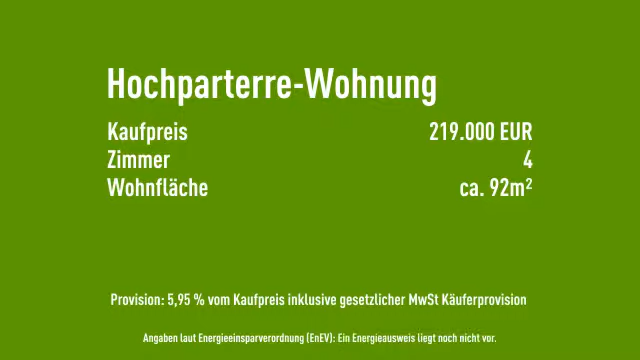 Hochparterre-Wohnung
Kaufpreis 219.000 EUR
Zimmer 4
Wohnfläche ca. 92m²
Provision: 5,95 % vom Kaufpreis inklusive gesetzlicher MwSt Käuferprovision
Angaben laut Energieeinsparverordnung (EnEV): Ein Energieausweis liegt noch nicht vor.